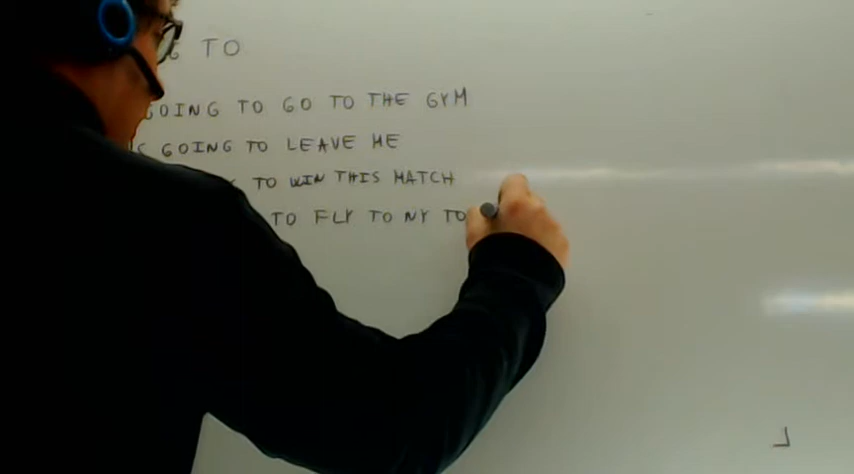 G TO
GOING TO GO TO THE GYM
S GOING TO LEAVE ME
TO WIN THIS MATCH
TO FLY TO NY TO